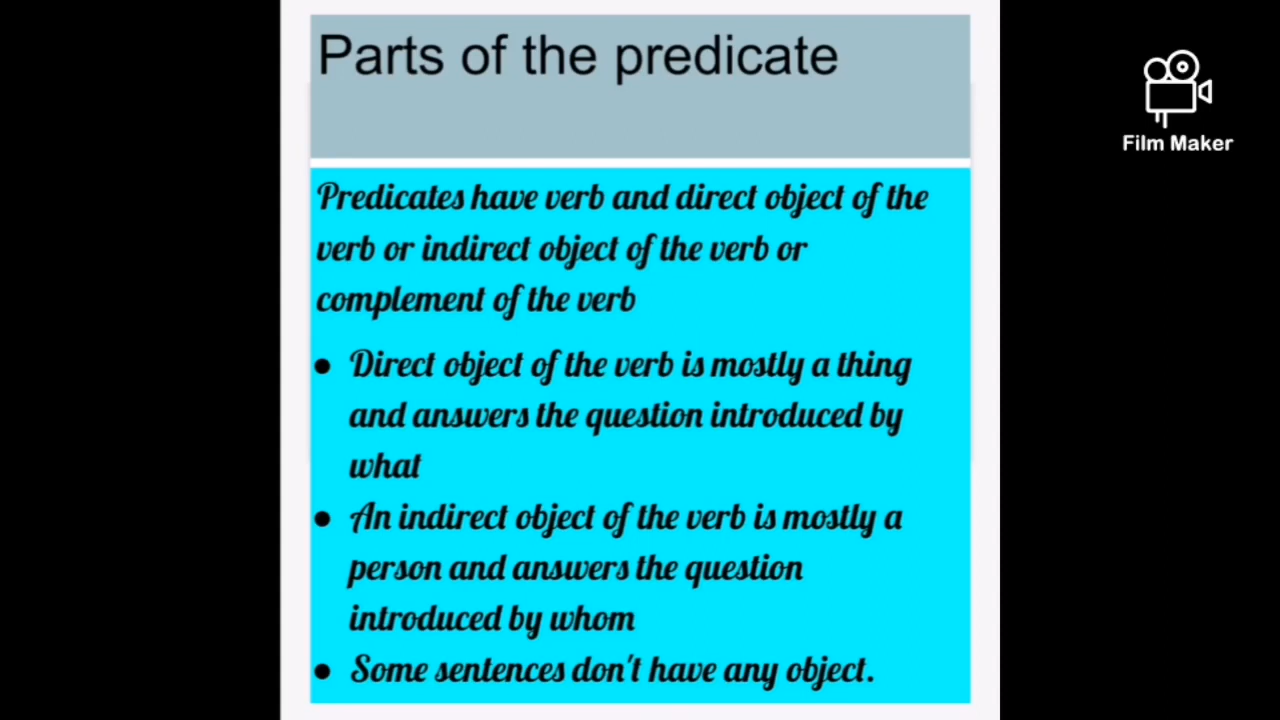 Parts of the predicate
Film Maker
Predicates have verb and direct object of the
verb or indirect object of the verb or
complement of the verb
• Direct object of the verb is mostly a thing
and answers the question introduced by
what
• An indirect object of the verb is mostly a
person and answers the question
introduced by whom
• Some sentences don't have any object.